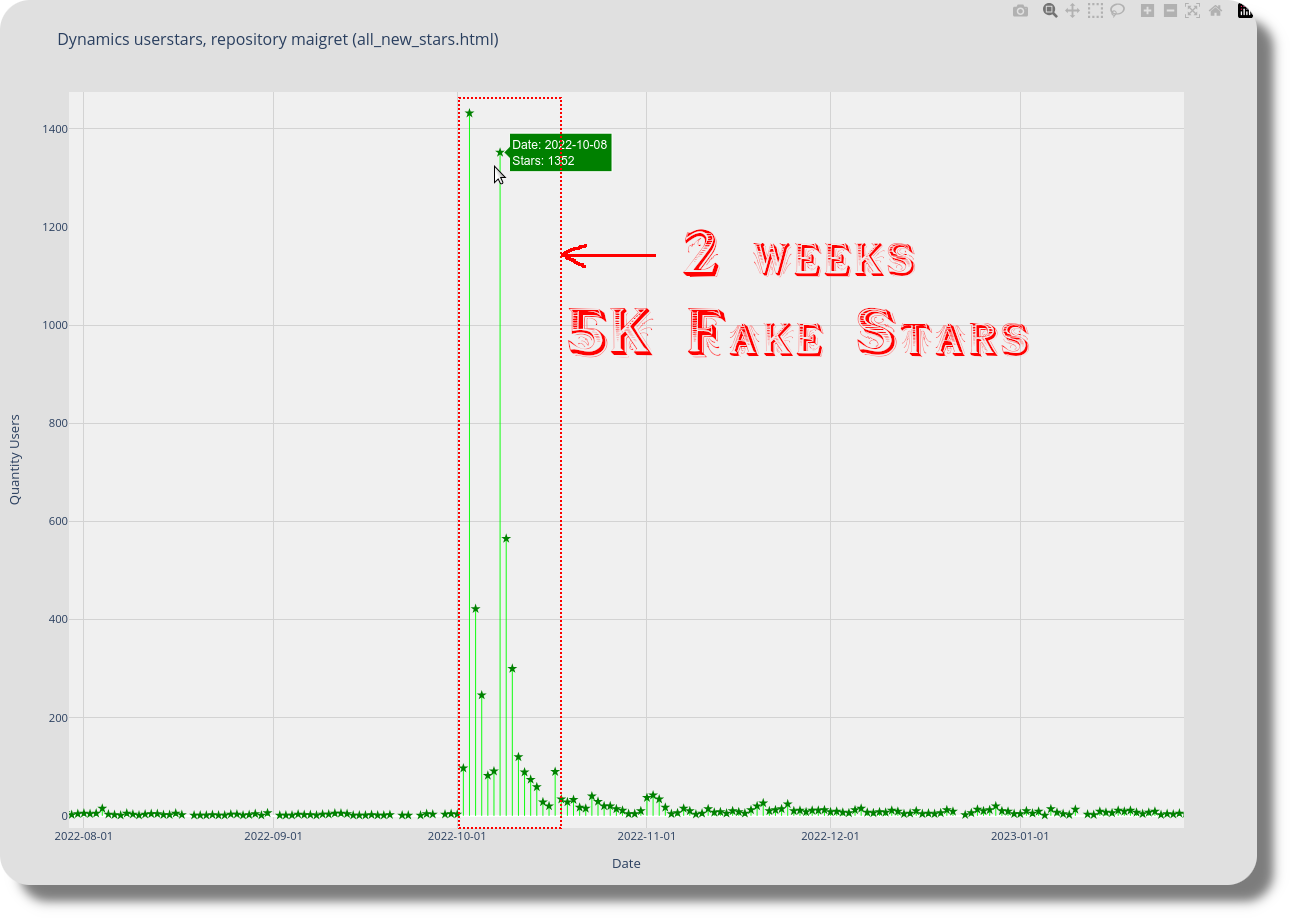 Dynamics userstars, repository maigret (all_new_stars.html)
1400
1200
1000
800
600
400
200
0
Quantity Users
Date: 2022-10-08
Stars: 1352
2 weeks
5K Fake Stars
2022-08-01
2022-09-01
2022-10-01
2022-11-01
2022-12-01
2023-01-01
Date